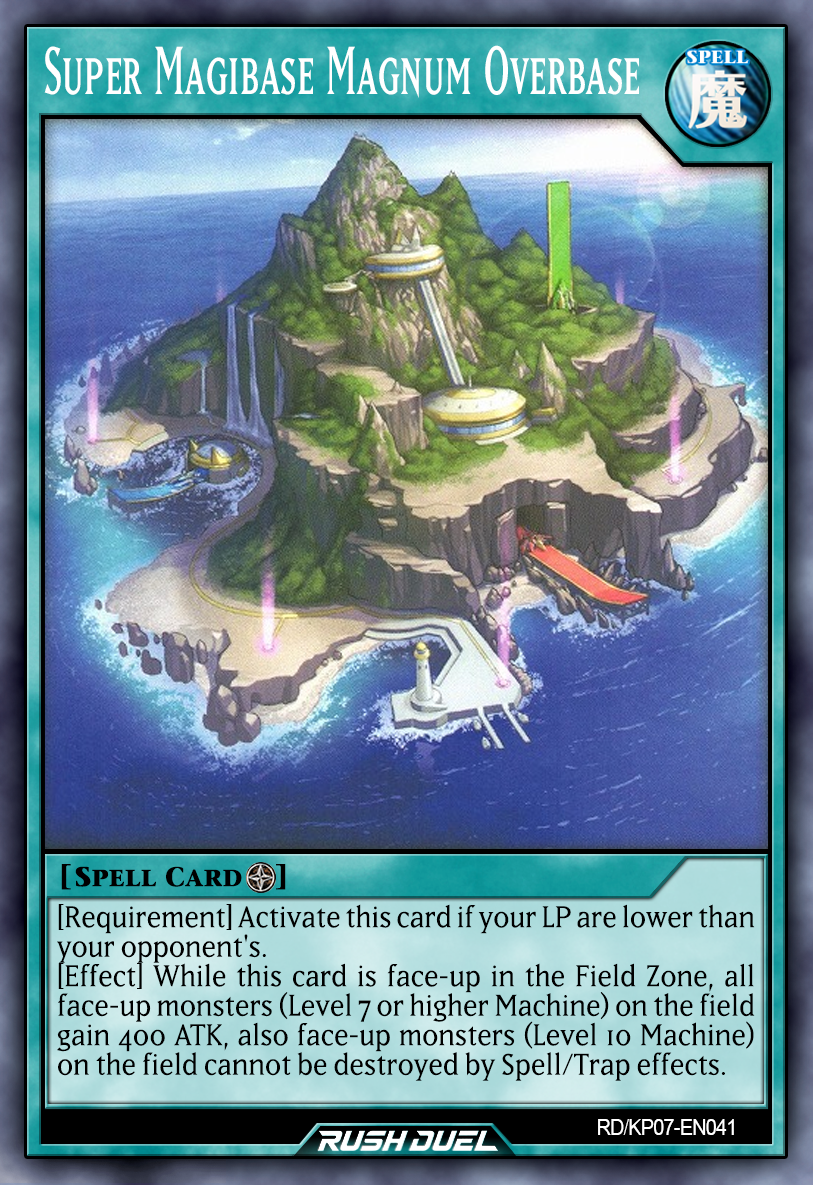 Super Magibase Magnum Overbase
SPELL
魔
[Spell Card]
[Requirement] Activate this card if your LP are lower than
your opponent's.
[Effect] While this card is face-up in the Field Zone, all
face-up monsters (Level 7 or higher Machine) on the field
gain 400 ATK, also face-up monsters (Level 10 Machine)
on the field cannot be destroyed by Spell/Trap effects.
RD/KP07-EN041
RUSH DUEL